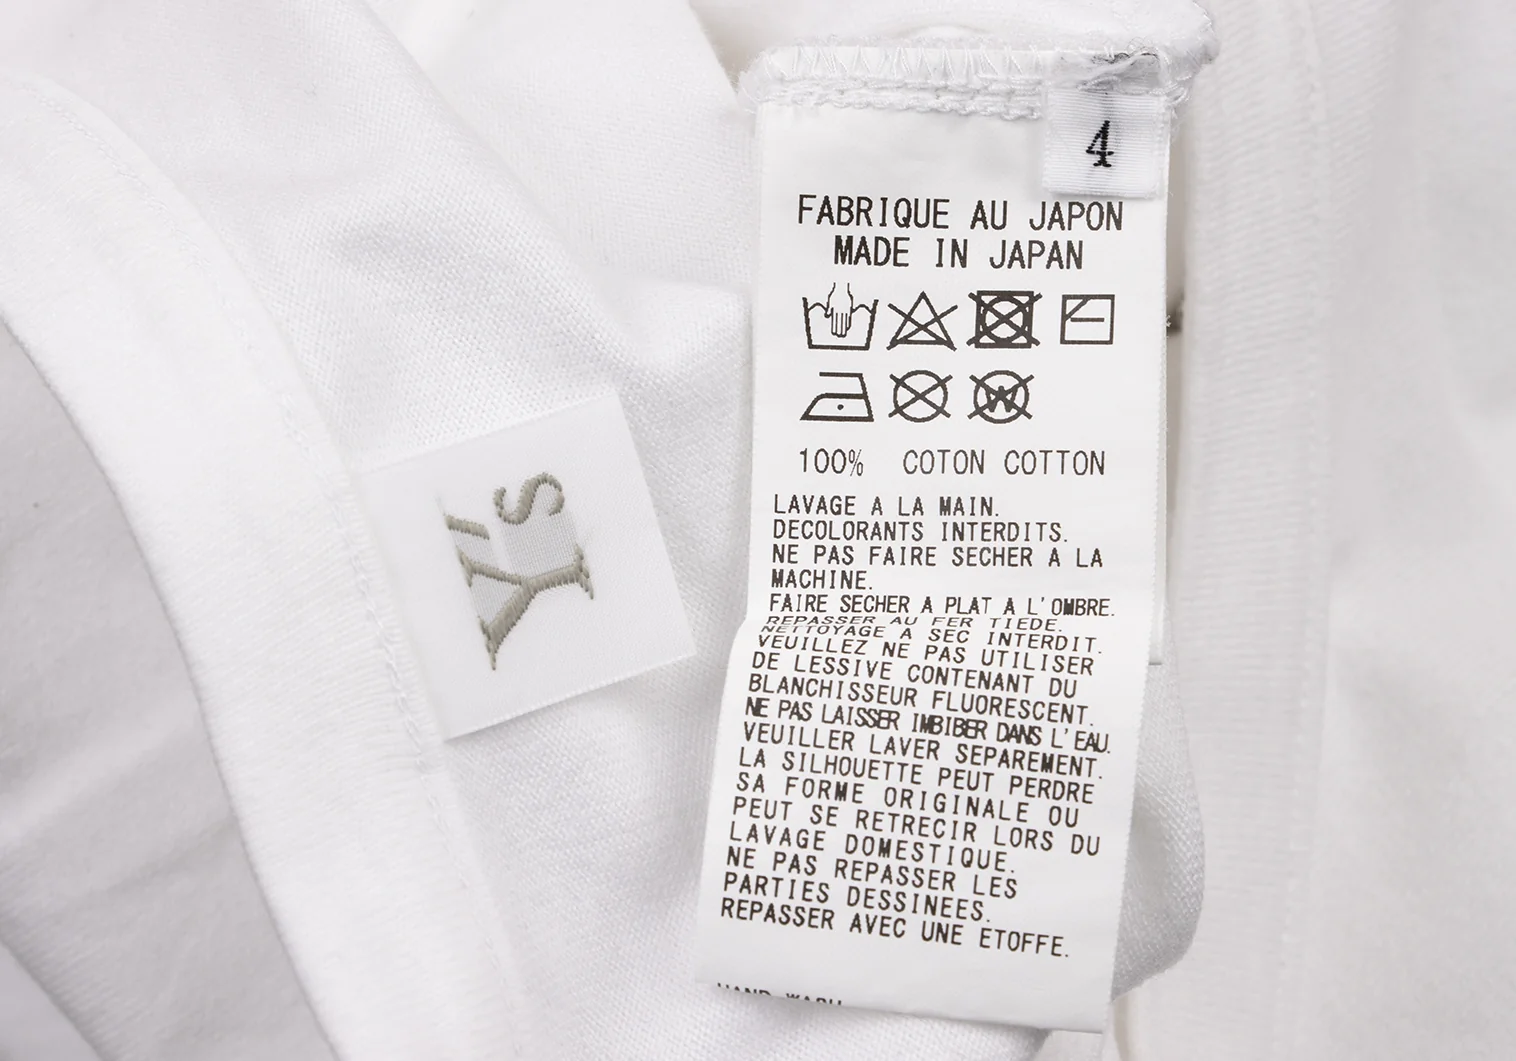 4
FABRIQUE AU JAPON
MADE IN JAPAN
W
100% COTON COTTON
LAVAGE A LA MAIN.
DECOLORANTS INTERDITS.
NE PAS FAIRE SECHER A LA
MACHINE.
FAIRE SECHER A PLAT A L'OMBRE.
REPASSER AU FER TIEDE.
NETTOYAGE A SEC INTERDIT.
VEUILLEZ NE PAS UTILISER
DE LESSIVE CONTENANT DU
BLANCHISSEUR FLUORESCENT.
NE PAS LAISSER IMBIBER DANS L'EAU.
VEUILLER LAVER SEPAREMENT.
LA SILHOUETTE PEUT PERDRE
SA FORME ORIGINALE OU
PEUT SE RETRECIR LORS DU
LAVAGE DOMESTIQUE.
NE PAS REPASSER LES
PARTIES DESSINEES.
REPASSER AVEC UNE ETOFFE.
HAND WASH
Y's